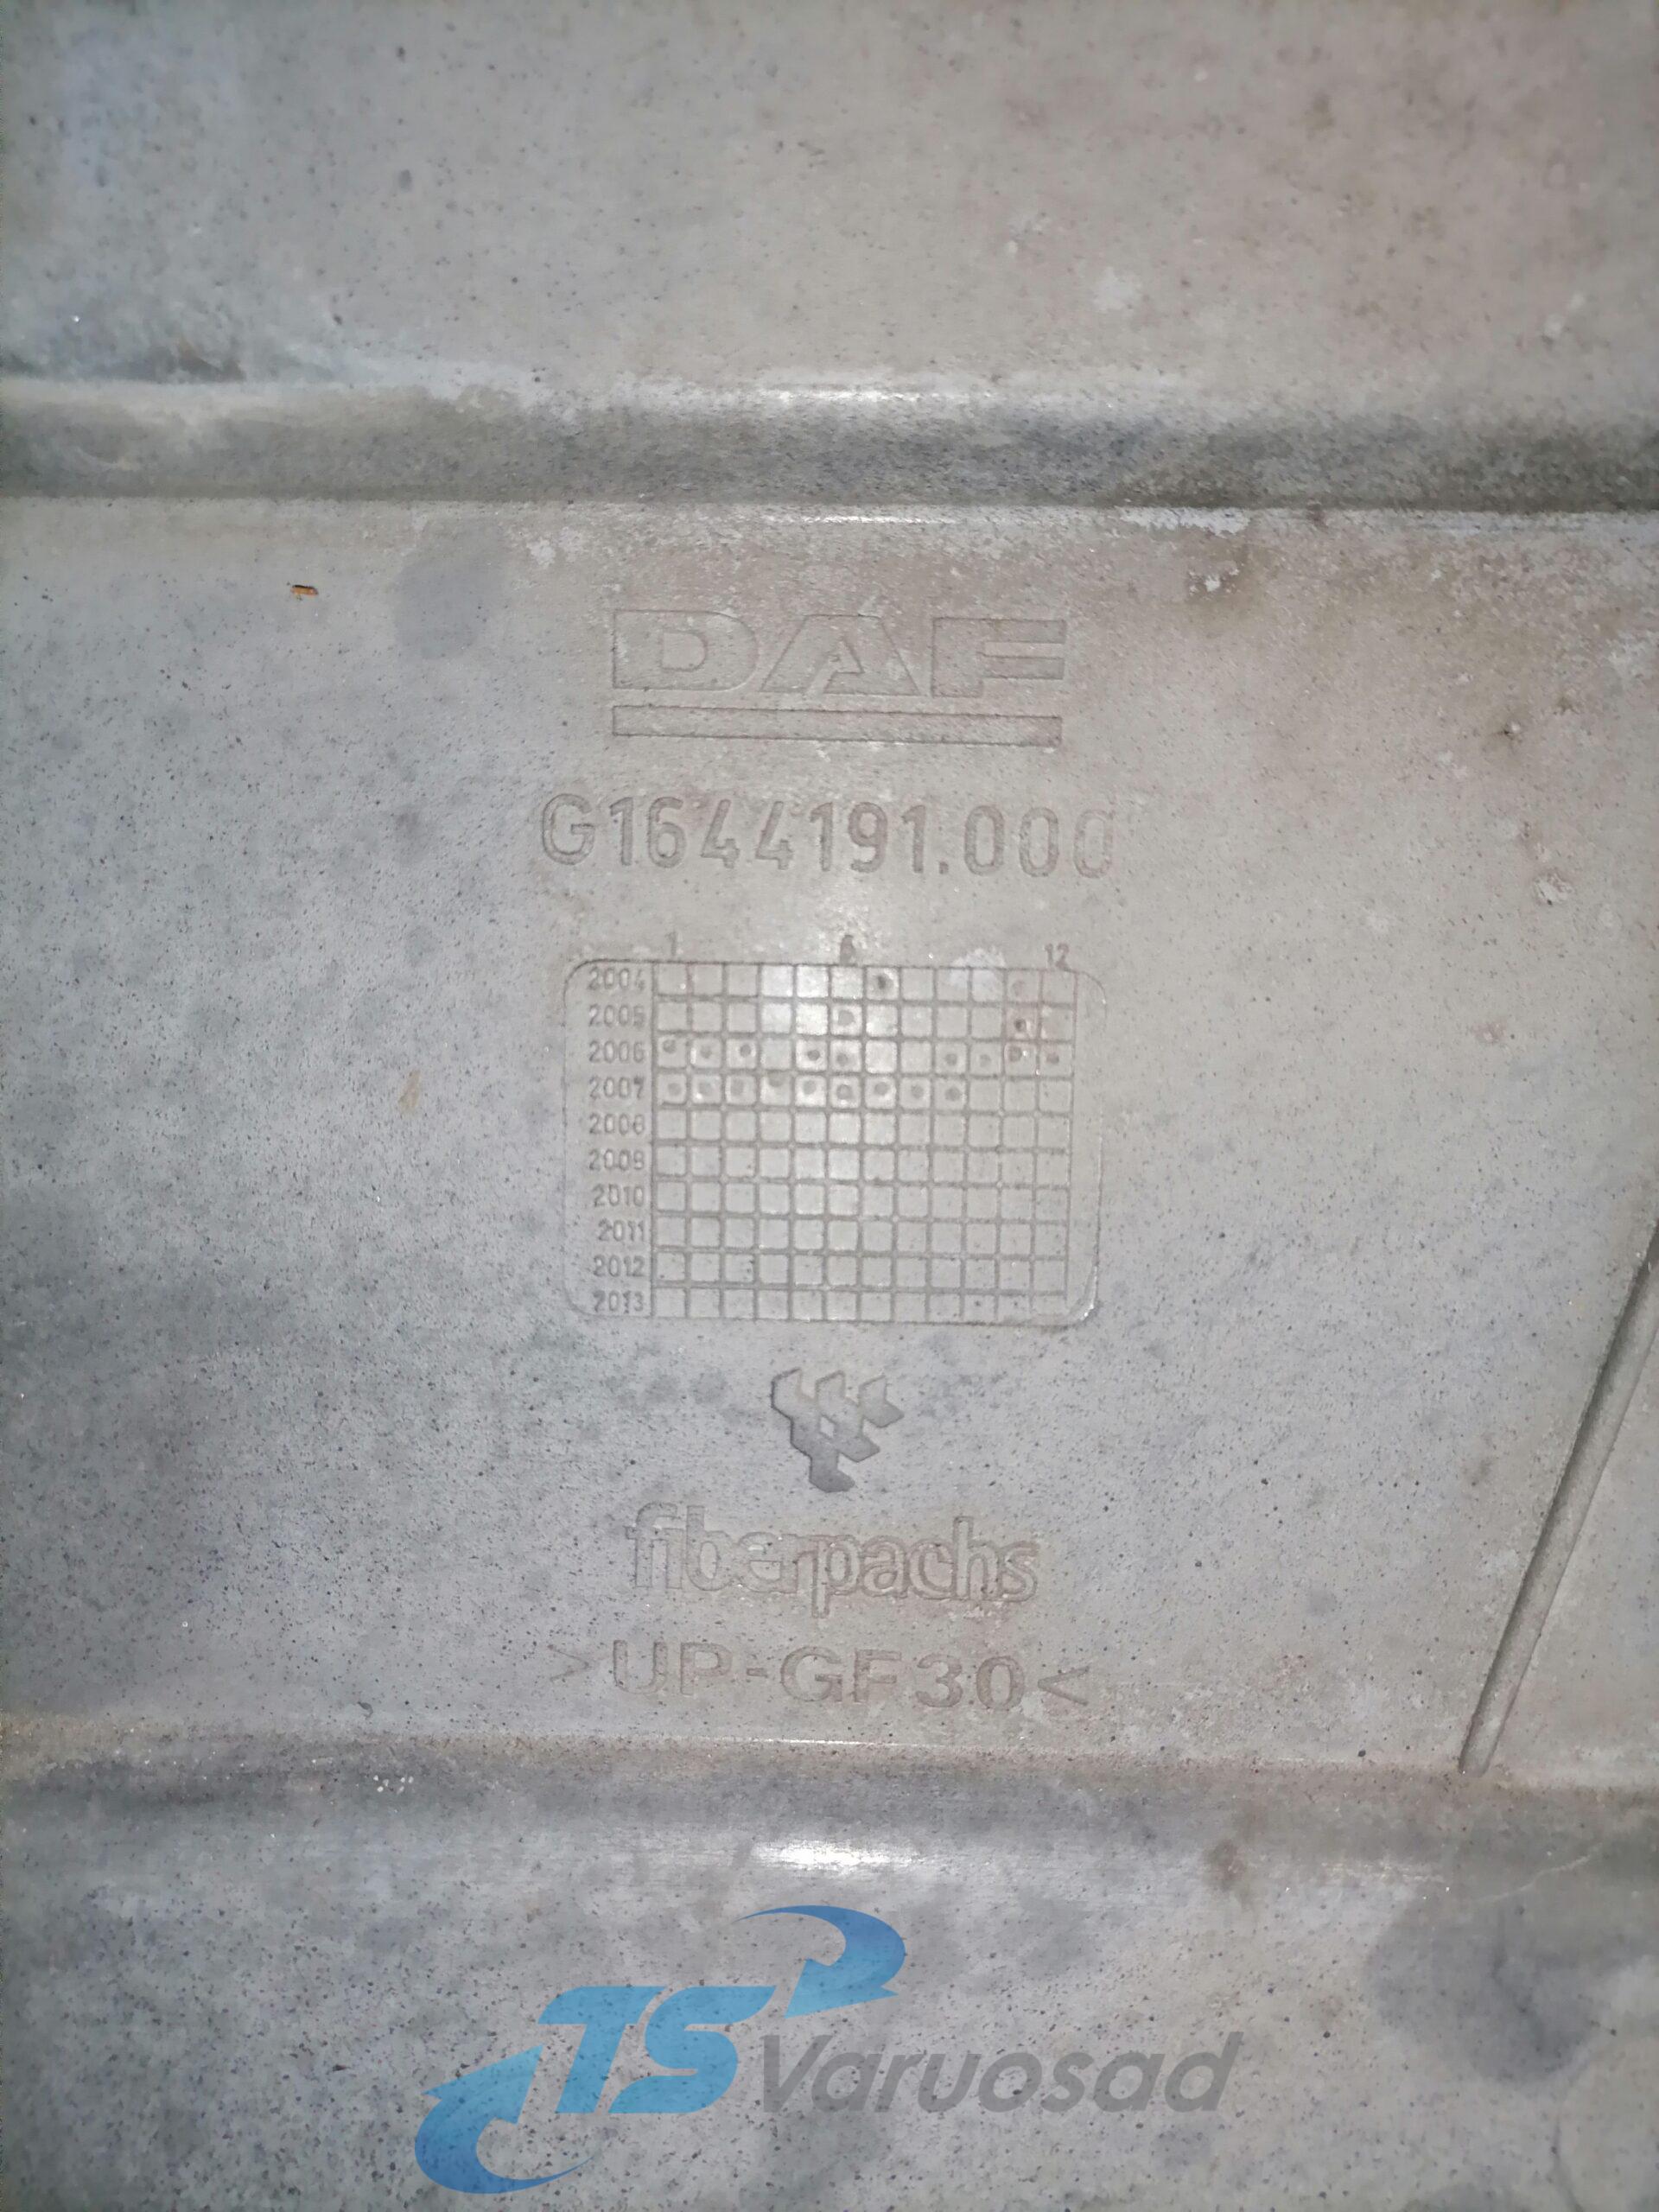 DAF
G1644191.000
1 6 12
2004
2005
2006
2007
2008
2009
2010
2011
2012
2013
fiberpachs
>UP-GF30<
TS Varuosad